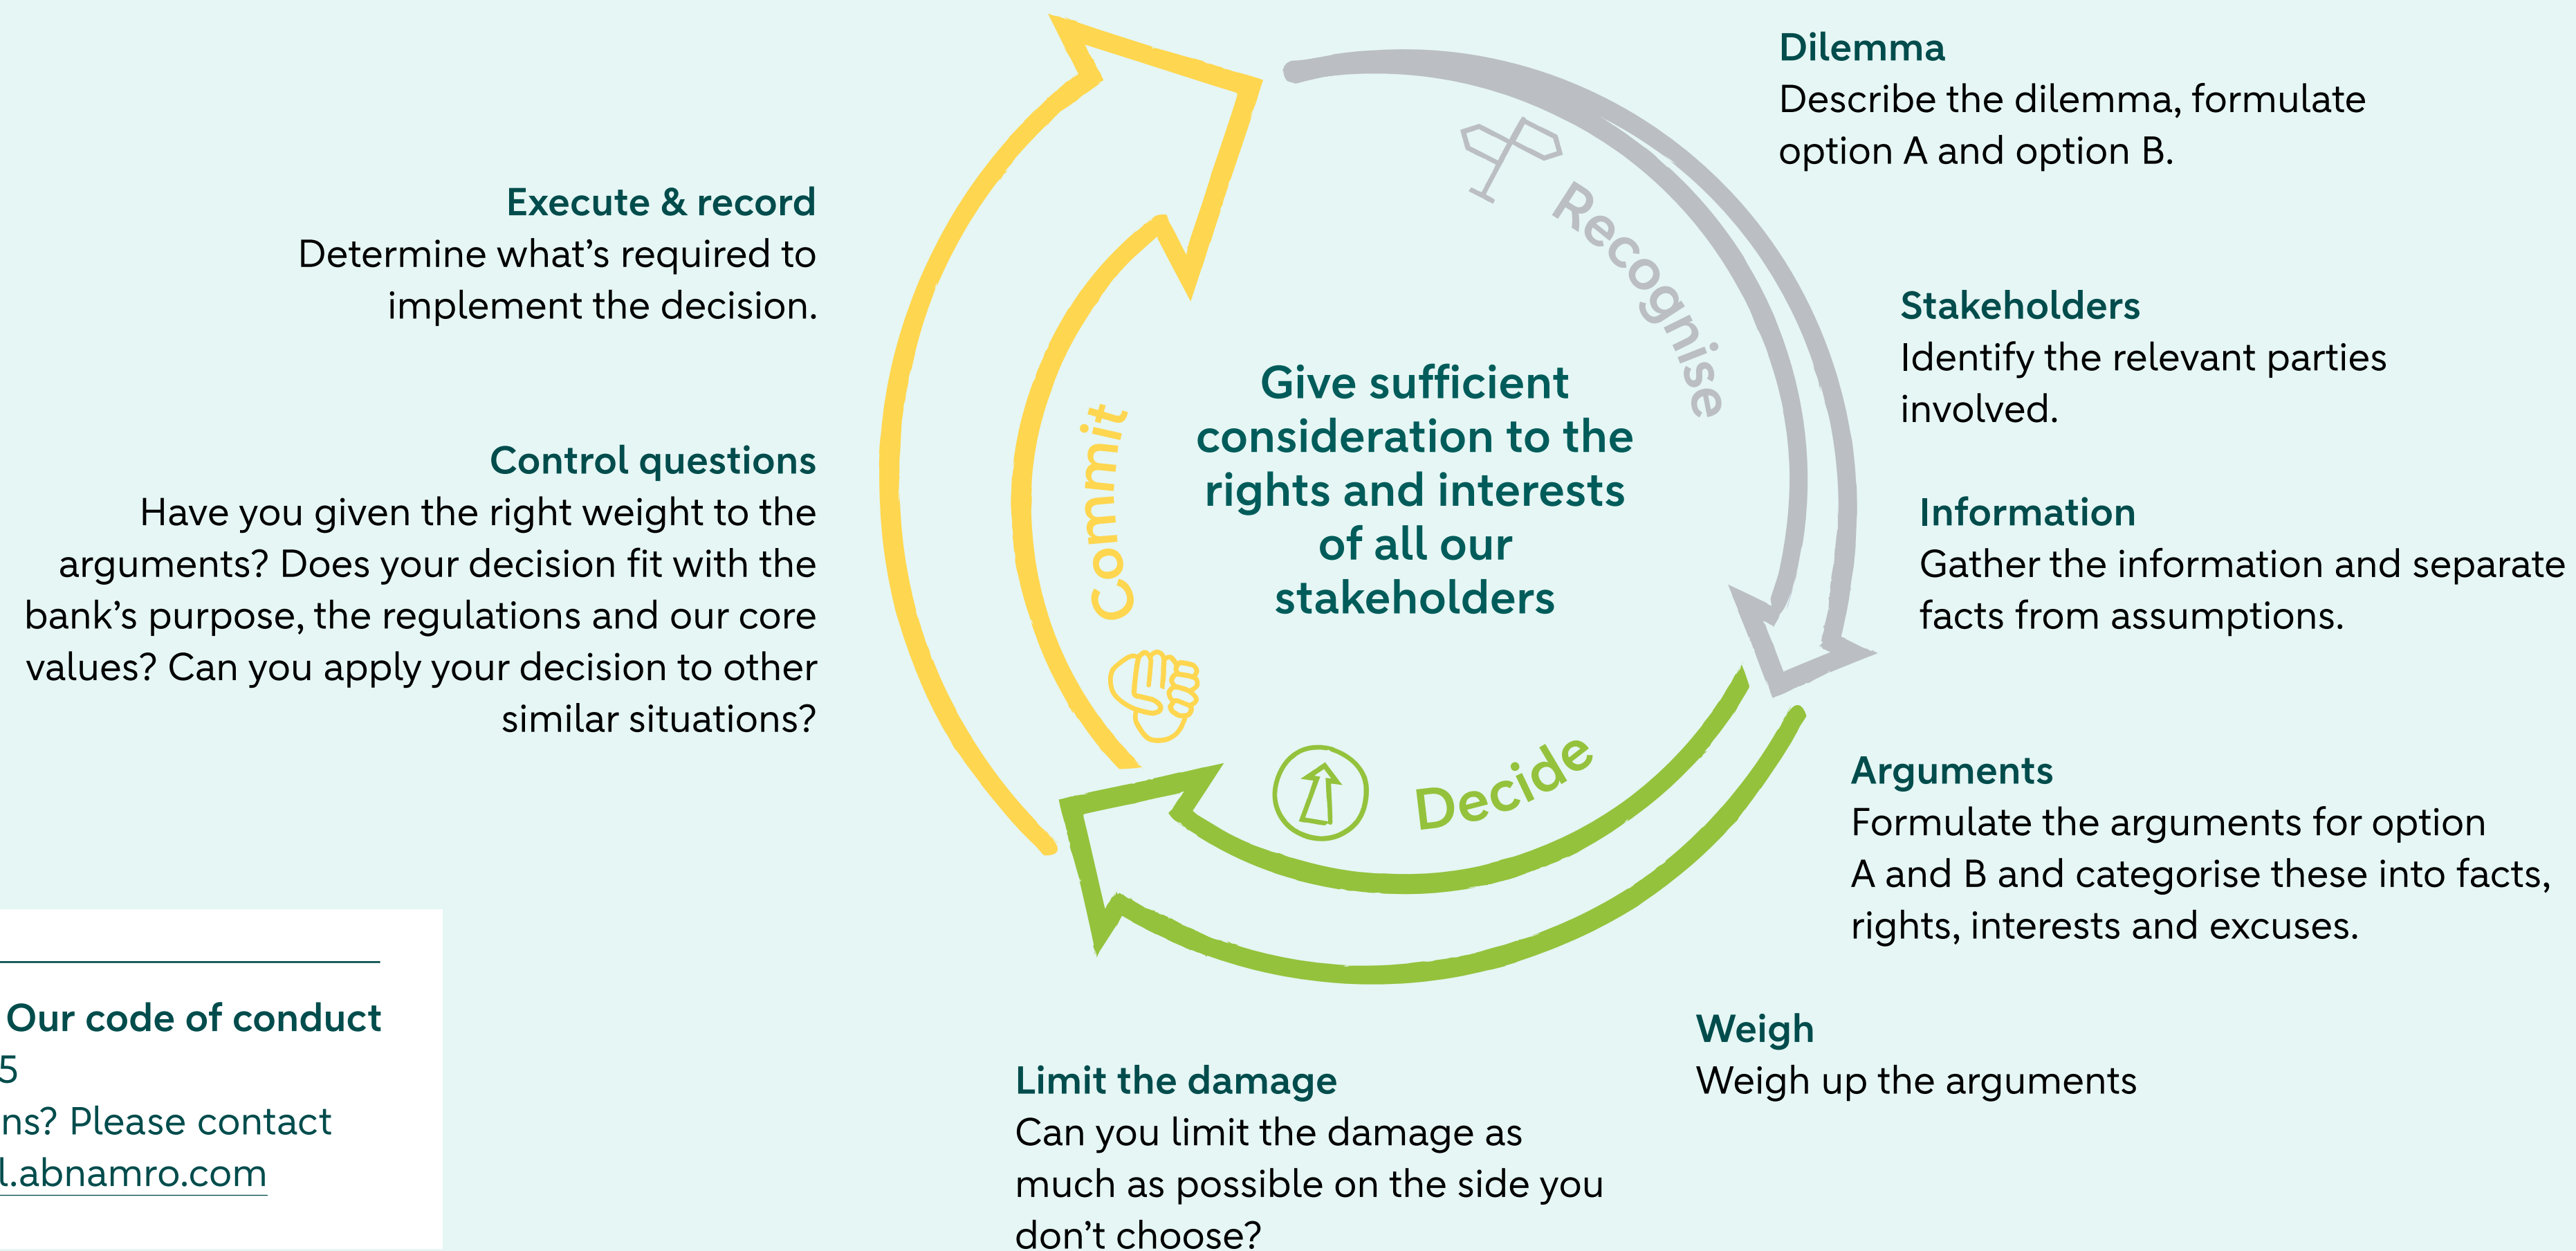 Dilemma
Describe the dilemma, formulate
option A and option B.
Stakeholders
Identify the relevant parties
involved.
Information
Gather the information and separate
facts from assumptions.
Arguments
Formulate the arguments for option
A and B and categorise these into facts,
rights, interests and excuses.
Weigh
Weigh up the arguments
Limit the damage
Can you limit the damage as
much as possible on the side you
don't choose?
Control questions
Have you given the right weight to the
arguments? Does your decision fit with the
bank's purpose, the regulations and our core
values? Can you apply your decision to other
similar situations?
Execute & record
Determine what's required to
implement the decision.
Recognise
Decide
Commit
Give sufficient
consideration to the
rights and interests
of all our
stakeholders
Our code of conduct
5
ns? Please contact
l.abnamro.com